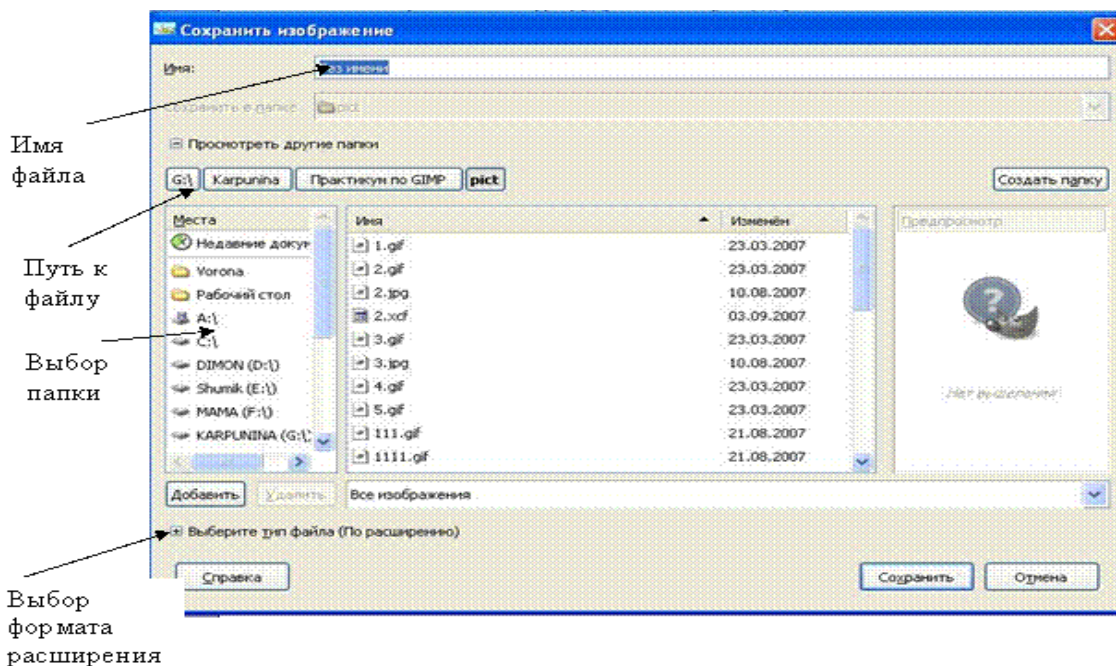 Сохранить изображение
Имя:
Без имени
Сохранить в папке:
pict
Просмотреть другие папки
G:\ Karpunina Практикум по GIMP pict
Создать папку
Места
Недавние докум
Vorona
Рабочий стол
A:\
C:\
DIMON (D:\)
Shumik (E:\)
MAMA (F:\)
KARPUNINA (G:\)
Имя Изменён
1.gif 23.03.2007
2.gif 23.03.2007
2.jpg 10.08.2007
2.xcf 03.09.2007
3.gif 23.03.2007
3.jpg 10.08.2007
4.gif 23.03.2007
5.gif 23.03.2007
111.gif 21.08.2007
1111.gif 21.08.2007
Предпросмотр
Нет выделения
Добавить Удалить
Все изображения
Выберите тип файла (По расширению)
Справка
Сохранить Отмена
Имя
файла
Путь к
файлу
Выбор
папки
Выбор
формата
расширения